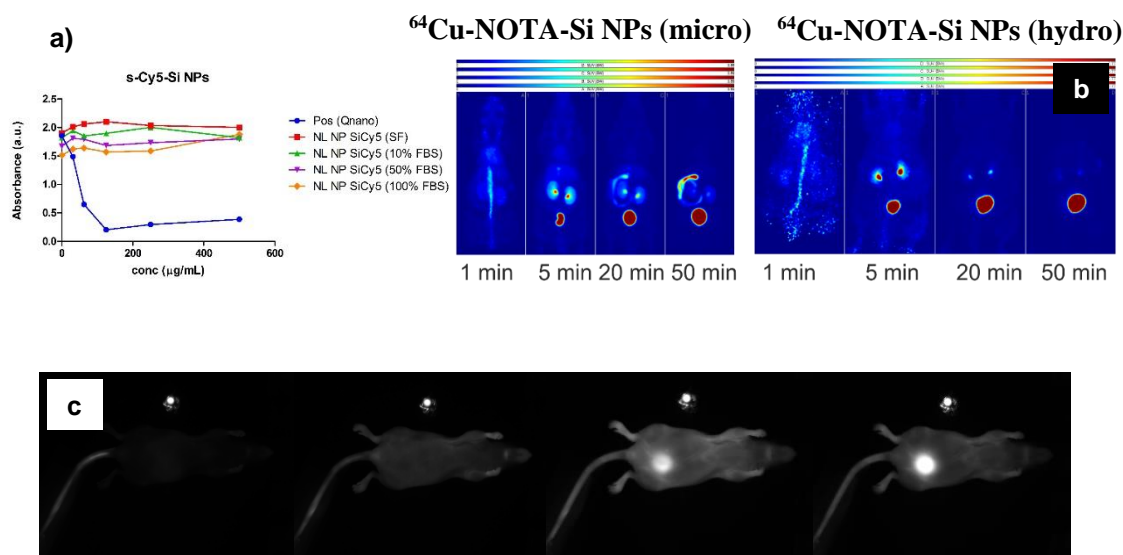 a)
s-Cy5-Si NPs
2.5
2.0
1.5
1.0
0.5
0.0
0
200
400
600
Absorbance (a.u.)
conc (µg/mL)
Pos (Qnano)
NL NP SiCy5 (SF)
NL NP SiCy5 (10% FBS)
NL NP SiCy5 (50% FBS)
NL NP SiCy5 (100% FBS)
64Cu-NOTA-Si NPs (micro)
1 min
5 min
20 min
50 min
64Cu-NOTA-Si NPs (hydro)
b
1 min
5 min
20 min
50 min
c